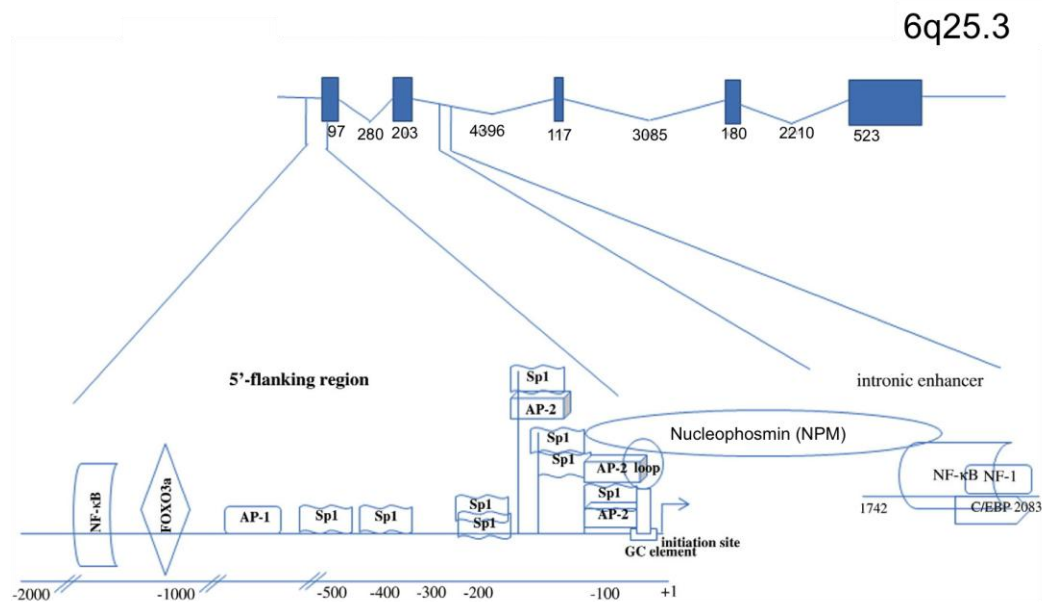 6q25.3
97 280 203 4396 117 3085 180 2210 523
5'-flanking region
intronic enhancer
Sp1
AP-2
Nucleophosmin (NPM)
Sp1
Sp1
AP-2 loop
NF-κB
FOXO3a
AP-1
Sp1
Sp1
Sp1
Sp1
Sp1
AP-2
NF-κB NF-1
1742 C/EBP 2083
initiation site
GC element
-2000 -1000 -500 -400 -300 -200 -100 +1